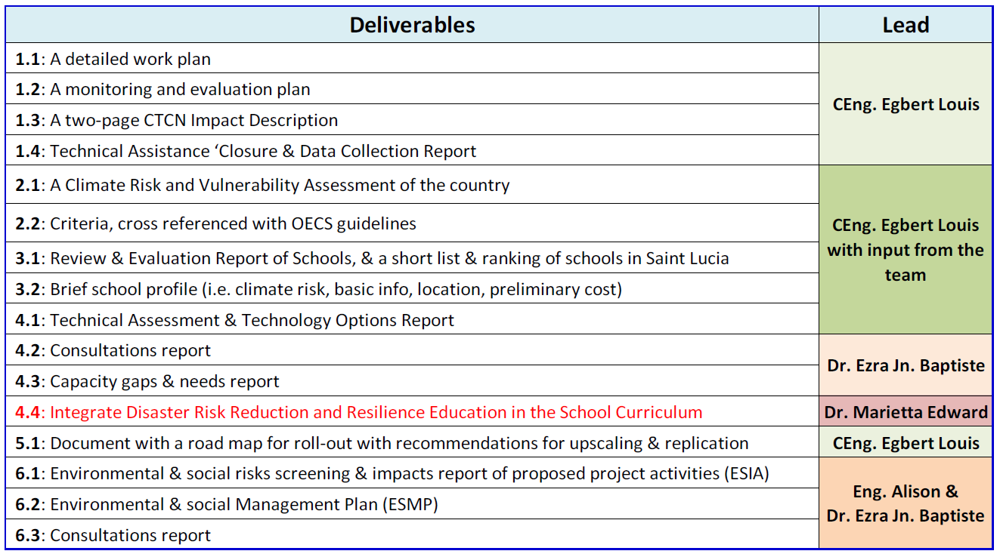 Deliverables Lead
1.1: A detailed work plan
1.2: A monitoring and evaluation plan
1.3: A two-page CTCN Impact Description
1.4: Technical Assistance ‘Closure & Data Collection Report
CEng. Egbert Louis
2.1: A Climate Risk and Vulnerability Assessment of the country
2.2: Criteria, cross referenced with OECS guidelines
3.1: Review & Evaluation Report of Schools, & a short list & ranking of schools in Saint Lucia
3.2: Brief school profile (i.e. climate risk, basic info, location, preliminary cost)
4.1: Technical Assessment & Technology Options Report
CEng. Egbert Louis
with input from the
team
4.2: Consultations report
4.3: Capacity gaps & needs report
Dr. Ezra Jn. Baptiste
4.4: Integrate Disaster Risk Reduction and Resilience Education in the School Curriculum
Dr. Marietta Edward
5.1: Document with a road map for roll-out with recommendations for upscaling & replication
CEng. Egbert Louis
6.1: Environmental & social risks screening & impacts report of proposed project activities (ESIA)
6.2: Environmental & social Management Plan (ESMP)
6.3: Consultations report
Eng. Alison &
Dr. Ezra Jn. Baptiste